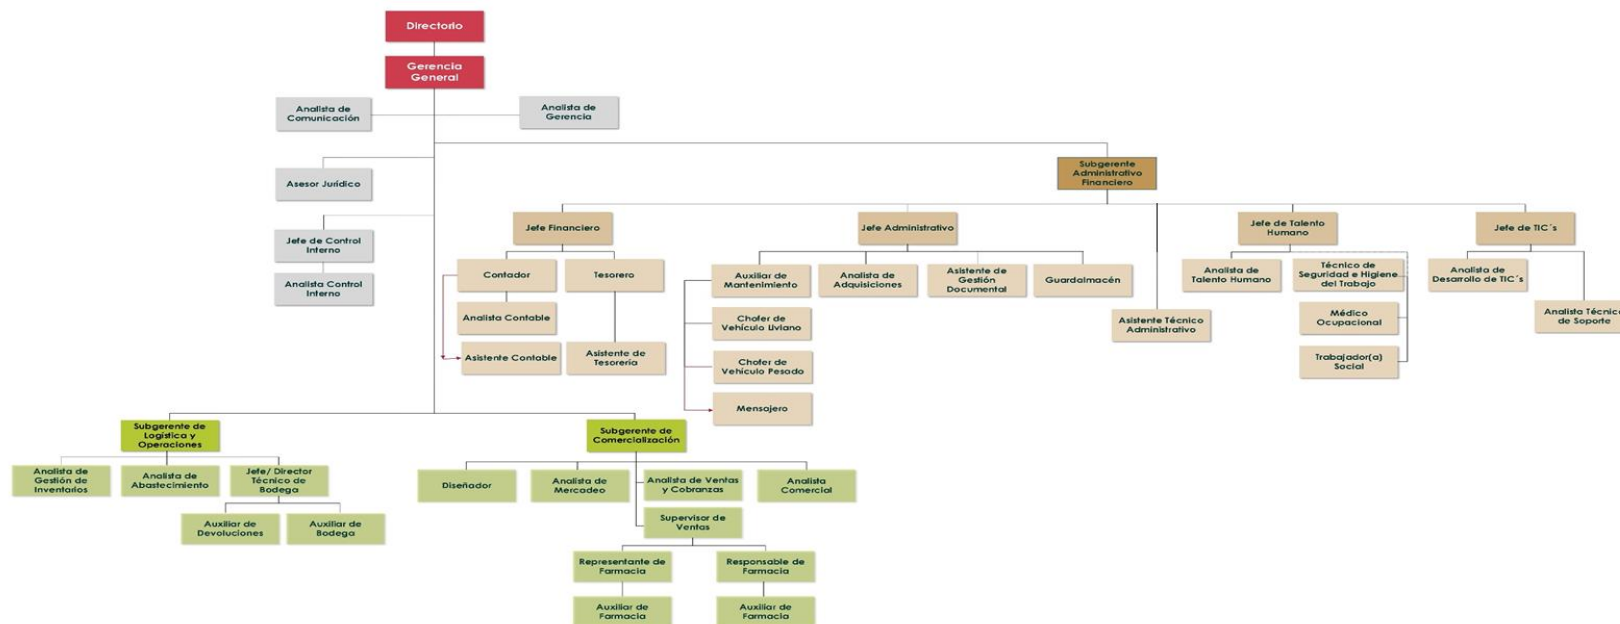 Directorio
Gerencia
General
Analista de
Comunicación
Analista de
Gerencia
Asesor Jurídico
Subgerente
Administrativo
Financiero
Jefe de Control
Interno
Analista Control
Interno
Jefe Financiero
Jefe Administrativo
Jefe de Talento
Humano
Jefe de TIC´s
Contador
Tesorero
Auxiliar de
Mantenimiento
Analista de
Adquisiciones
Asistente de
Gestión
Documental
Guardalmacén
Analista de
Talento Humano
Técnico de
Seguridad e Higiene
del Trabajo
Analista de
Desarrollo de TIC´s
Analista Contable
Chofer de
Vehículo Liviano
Asistente Técnico
Administrativo
Médico
Ocupacional
Analista Técnico
de Soporte
Asistente Contable
Asistente de
Tesorería
Chofer de
Vehículo Pesado
Trabajador(a)
Social
Mensajero
Subgerente de
Logística y
Operaciones
Subgerente de
Comercialización
Analista de
Gestión de
Inventarios
Analista de
Abastecimiento
Jefe/ Director
Técnico de
Bodega
Diseñador
Analista de
Mercadeo
Analista de Ventas
y Cobranzas
Analista
Comercial
Auxiliar de
Devoluciones
Auxiliar de
Bodega
Supervisor de
Ventas
Representante de
Farmacia
Responsable de
Farmacia
Auxiliar de
Farmacia
Auxiliar de
Farmacia